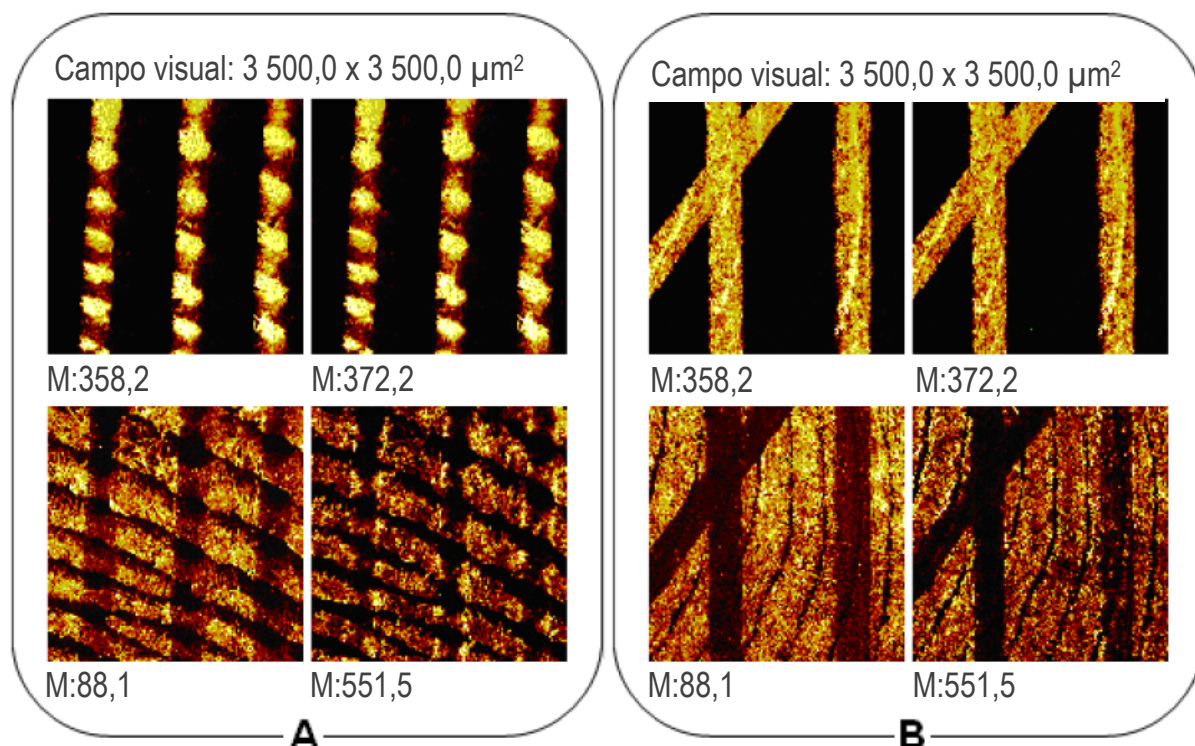 Campo visual: 3 500,0 x 3 500,0 µm²
M:358,2 M:372,2
M:88,1 M:551,5
A
Campo visual: 3 500,0 x 3 500,0 µm²
M:358,2 M:372,2
M:88,1 M:551,5
B